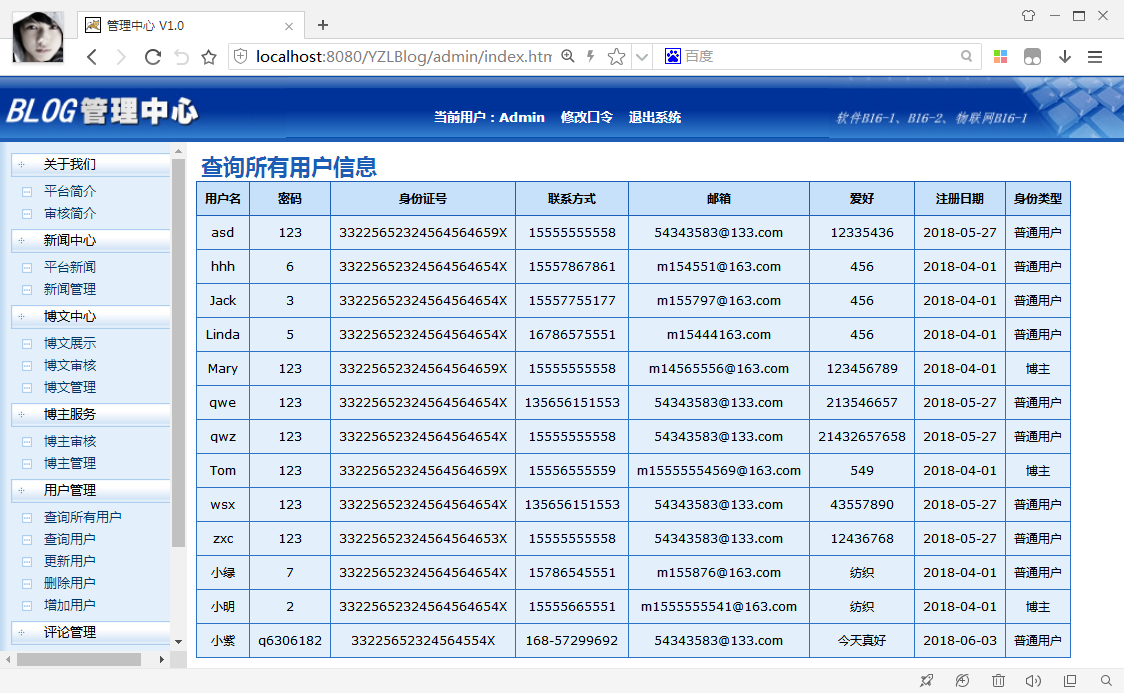 管理中心 V1.0
localhost:8080/YZLBlog/admin/index.htm
百度
BLOG管理中心
当前用户：Admin 修改口令 退出系统
软件B16-1、B16-2、物联网B16-1
关于我们
平台简介
审核简介
新闻中心
平台新闻
新闻管理
博文中心
博文展示
博文审核
博文管理
博主服务
博主审核
博主管理
用户管理
查询所有用户
查询用户
更新用户
删除用户
增加用户
评论管理
查询所有用户信息
用户名 密码 身份证号 联系方式 邮箱 爱好 注册日期 身份类型
asd 123 33225652324564564659X 15555555558 54343583@133.com 12335436 2018-05-27 普通用户
hhh 6 33225652324564564654X 15557867861 m154551@163.com 456 2018-04-01 普通用户
Jack 3 33225652324564564654X 15557755177 m155797@163.com 456 2018-04-01 普通用户
Linda 5 33225652324564564654X 16786575551 m15444163.com 456 2018-04-01 普通用户
Mary 123 33225652324564564654X 15555555558 m14565556@163.com 123456789 2018-04-01 博主
qwe 123 33225652324564564654X 135656151553 54343583@133.com 213546657 2018-05-27 普通用户
qwz 123 33225652324564564654X 15555555558 54343583@133.com 21432657658 2018-05-27 普通用户
Tom 123 33225652324564564659X 15556555559 m15555554569@163.com 549 2018-04-01 博主
wsx 123 33225652324564564654X 135656151553 54343583@133.com 43557890 2018-05-27 普通用户
zxc 123 33225652324564564653X 15555555558 54343583@133.com 12436768 2018-05-27 普通用户
小绿 7 33225652324564564654X 15786545551 m155876@163.com 纺织 2018-04-01 普通用户
小明 2 33225652324564564654X 15555665551 m1555555541@163.com 纺织 2018-04-01 博主
小紫 q6306182 33225652324564554X 168-57299692 54343583@133.com 今天真好 2018-06-03 普通用户